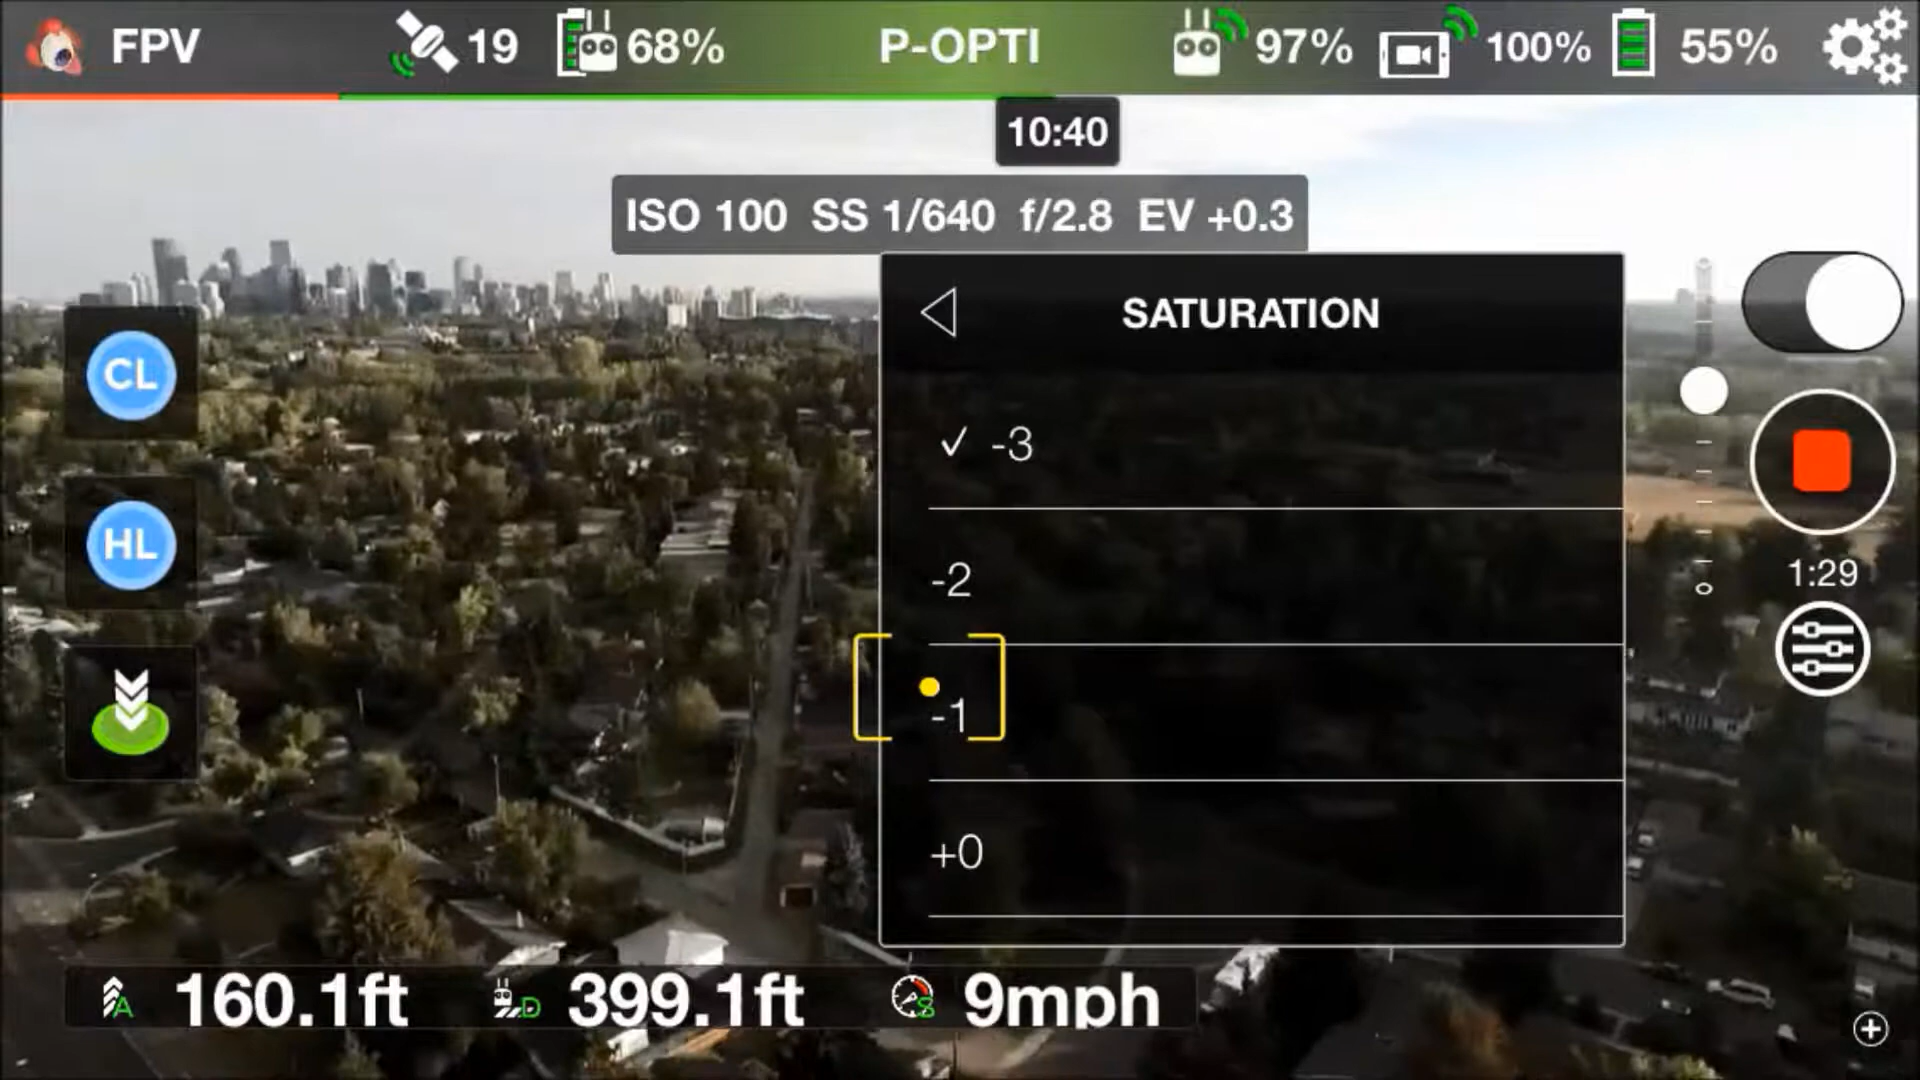 FPV 19 68% P-OPTI 97% 100% 55%
10:40
ISO 100 SS 1/640 f/2.8 EV +0.3
SATURATION
CL
✓ -3
HL
-2
1:29
-1
+0
A 160.1ft D 399.1ft S 9mph